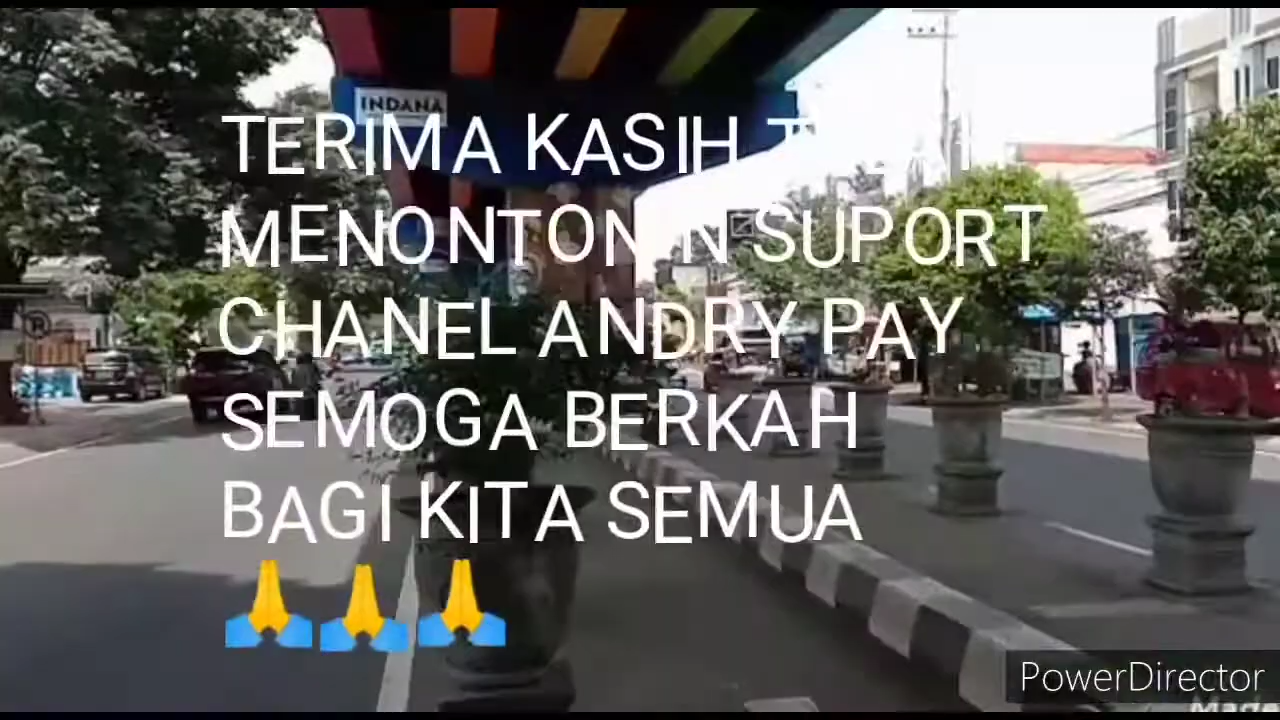 INDANA
TERIMA KASIH
MENONTON N SUPORT
CHANEL ANDRY PAY
SEMOGA BERKAH
BAGI KITA SEMUA
🙏🙏🙏
PowerDirector